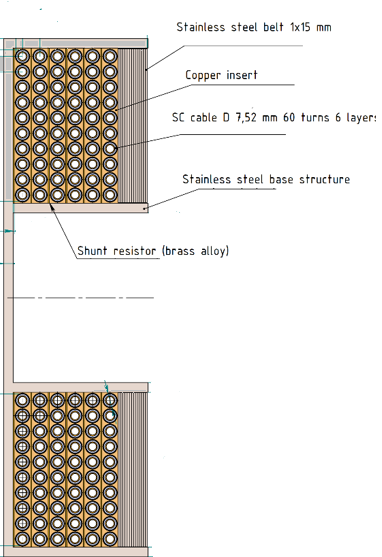 Stainless steel belt 1x15 mm
Copper insert
SC cable D 7,52 mm 60 turns 6 layers
Stainless steel base structure
Shunt resistor (brass alloy)